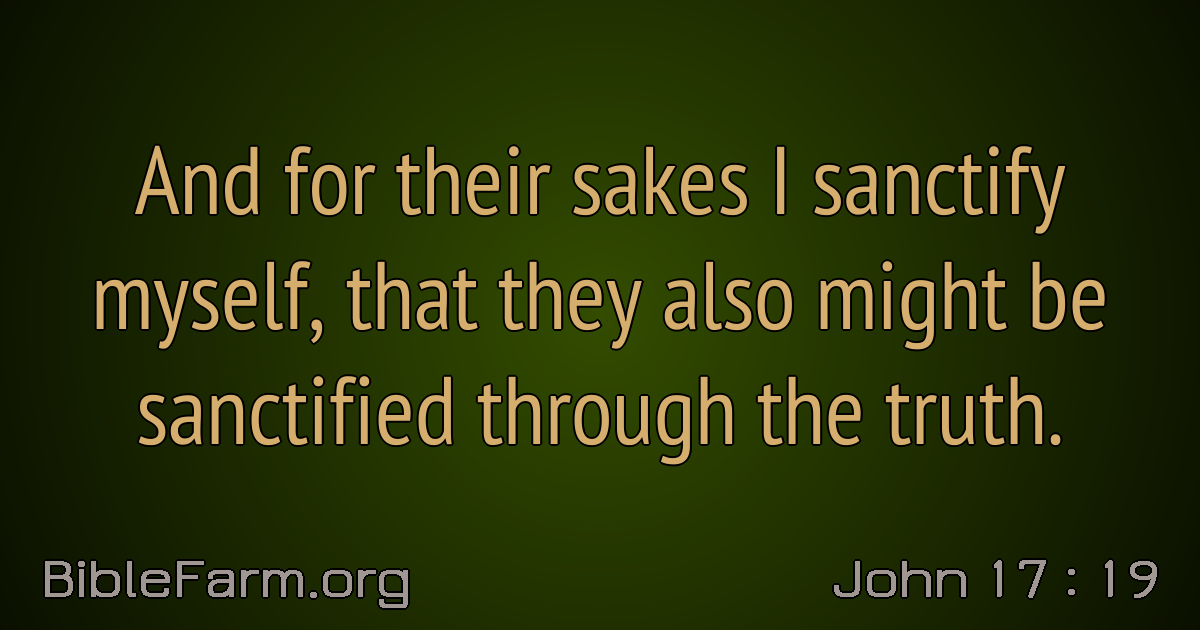 And for their sakes I sanctify
myself, that they also might be
sanctified through the truth.
BibleFarm.org
John 17 : 19